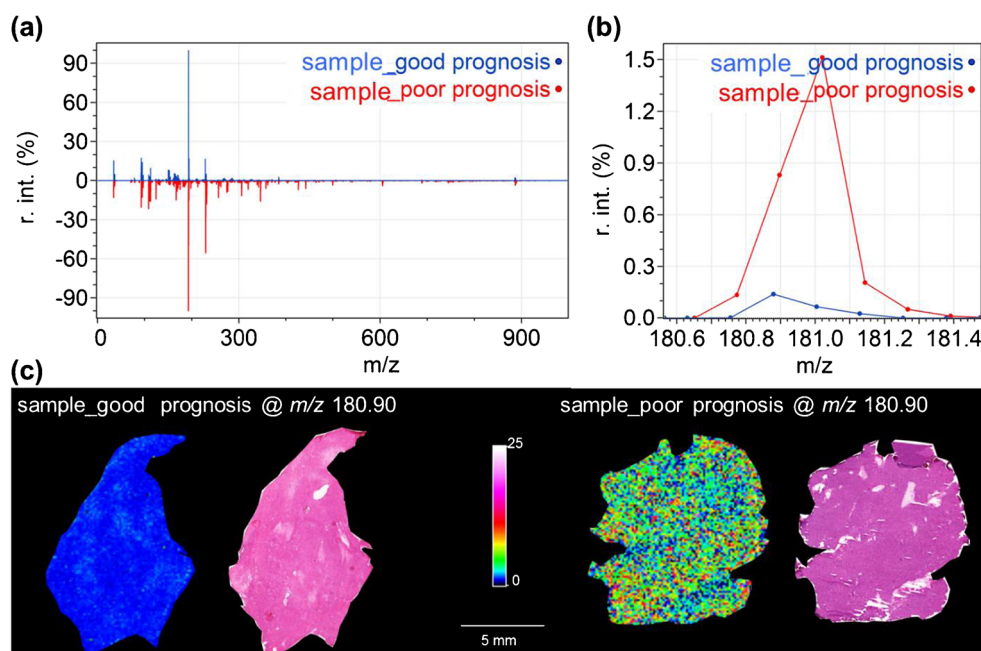 (a)
sample_good prognosis
sample_poor prognosis
r. int. (%)
90
60
30
0
-30
-60
-90
0
300
600
900
m/z
(b)
sample_good prognosis
sample_poor prognosis
r. int. (%)
1.5
1.2
0.9
0.6
0.3
0.0
180.6
180.8
181.0
181.2
181.4
m/z
(c)
sample_good prognosis @ m/z 180.90
sample_poor prognosis @ m/z 180.90
25
0
5 mm